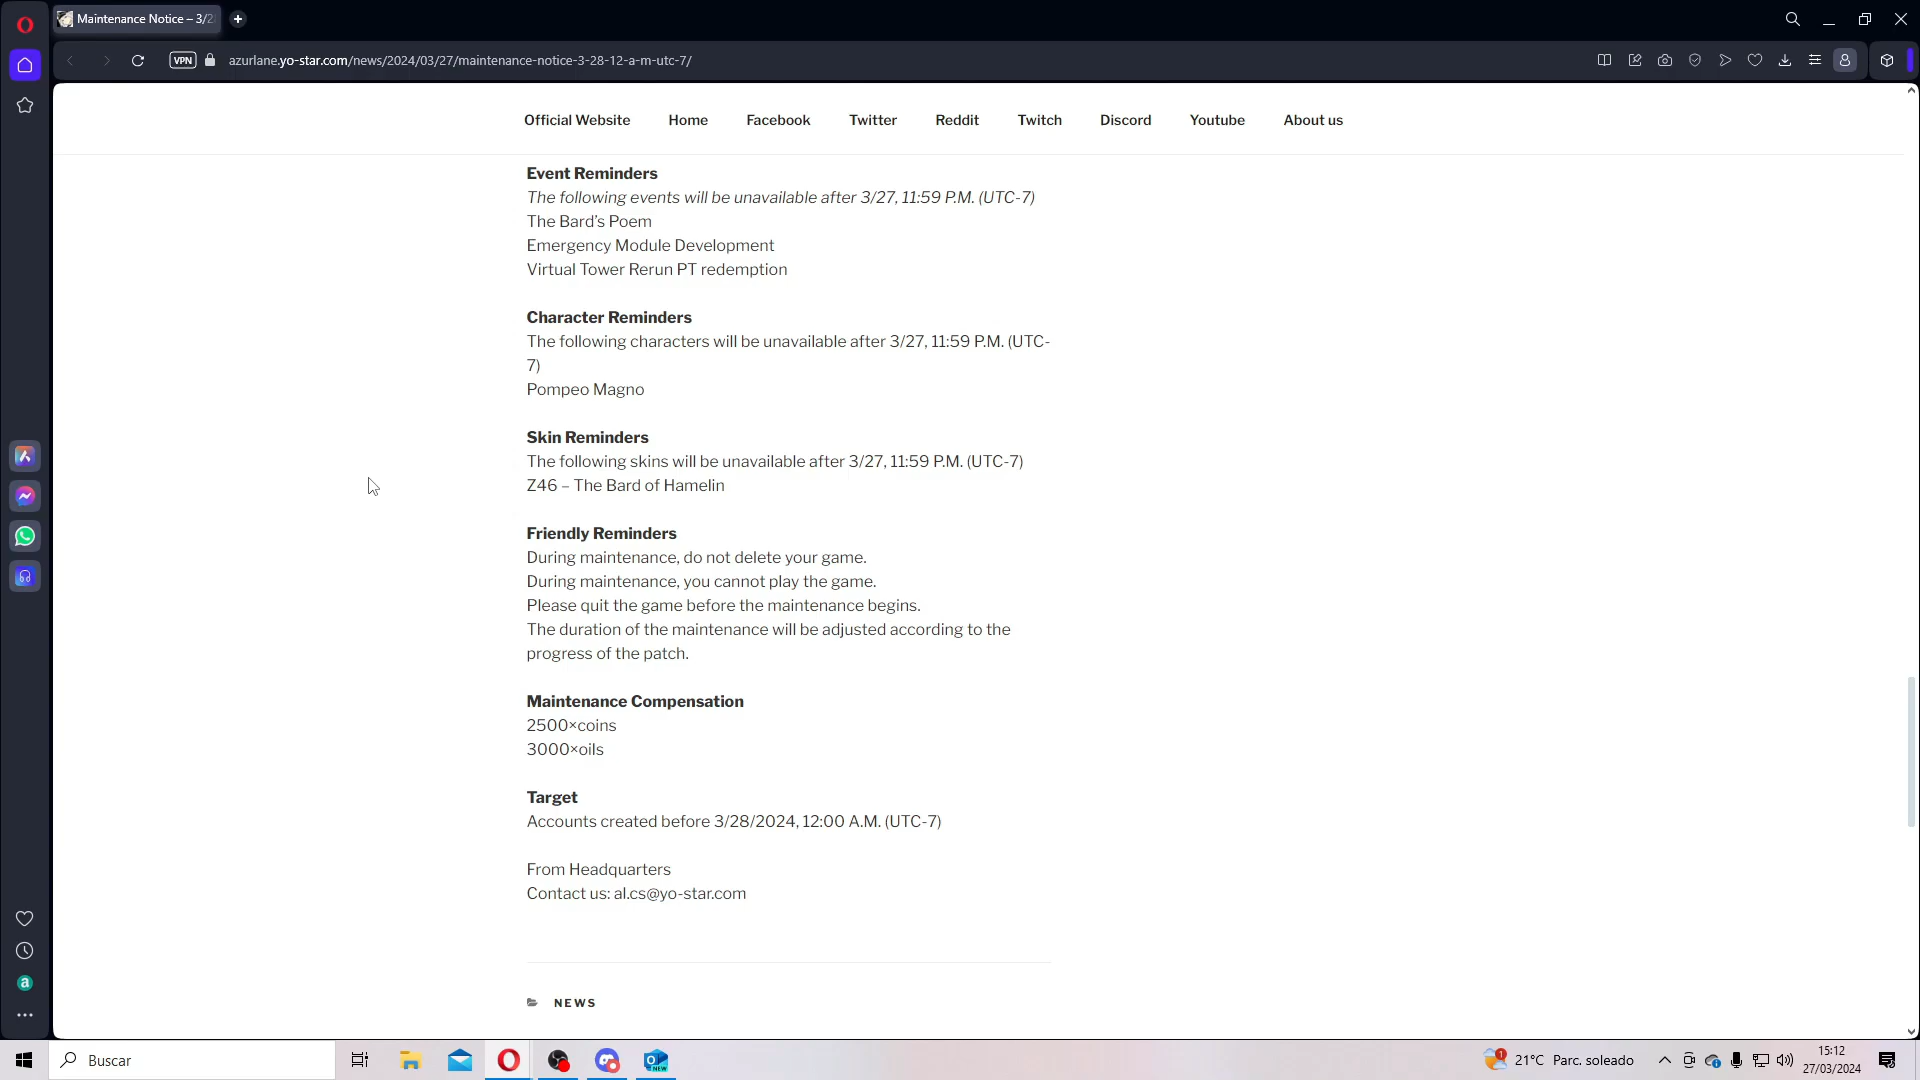 Maintenance Notice – 3/2
VPN
azurlane.yo-star.com/news/2024/03/27/maintenance-notice-3-28-12-a-m-utc-7/
Official Website Home Facebook Twitter Reddit Twitch Discord Youtube About us
Event Reminders
The following events will be unavailable after 3/27, 11:59 P.M. (UTC-7)
The Bard’s Poem
Emergency Module Development
Virtual Tower Rerun PT redemption
Character Reminders
The following characters will be unavailable after 3/27, 11:59 P.M. (UTC-
7)
Pompeo Magno
Skin Reminders
The following skins will be unavailable after 3/27, 11:59 P.M. (UTC-7)
Z46 – The Bard of Hamelin
Friendly Reminders
During maintenance, do not delete your game.
During maintenance, you cannot play the game.
Please quit the game before the maintenance begins.
The duration of the maintenance will be adjusted according to the
progress of the patch.
Maintenance Compensation
2500×coins
3000×oils
Target
Accounts created before 3/28/2024, 12:00 A.M. (UTC-7)
From Headquarters
Contact us: al.cs@yo-star.com
NEWS
Buscar
NEW
1
21°C Parc. soleado
15:12
27/03/2024